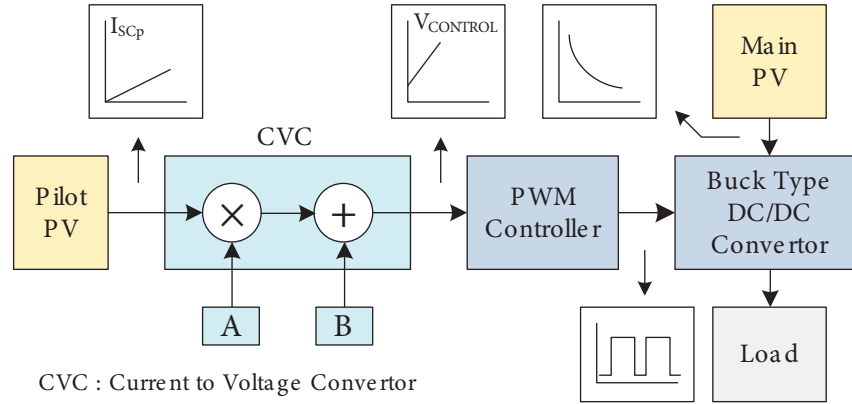 I_SCp
V_CONTROL
Main
PV
CVC
Pilot
PV
×
+
PWM
Controller
Buck Type
DC/DC
Convertor
A
B
Load
CVC : Current to Voltage Convertor